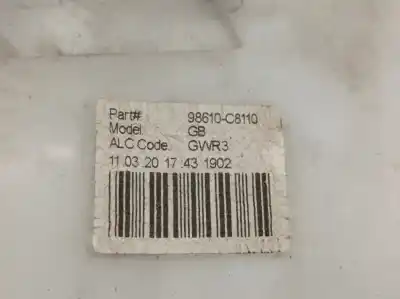 Part# 98610-C8110
Model GB
ALC Code. GWR3
11 03 20 17:43 1902